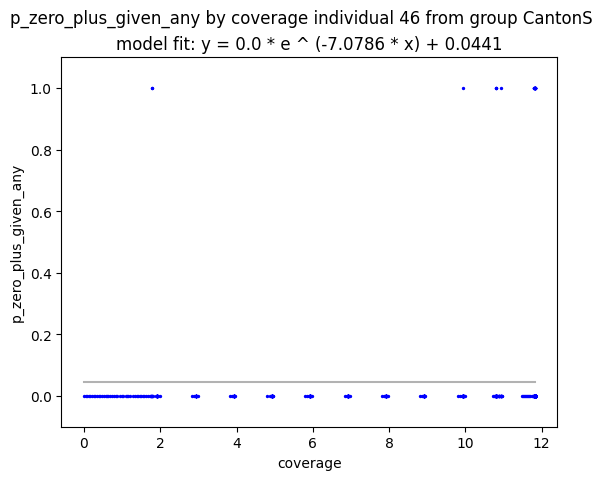 p_zero_plus_given_any by coverage individual 46 from group CantonS
model fit: y = 0.0 * e ^ (-7.0786 * x) + 0.0441
p_zero_plus_given_any
1.0
0.8
0.6
0.4
0.2
0.0
0 2 4 6 8 10 12
coverage